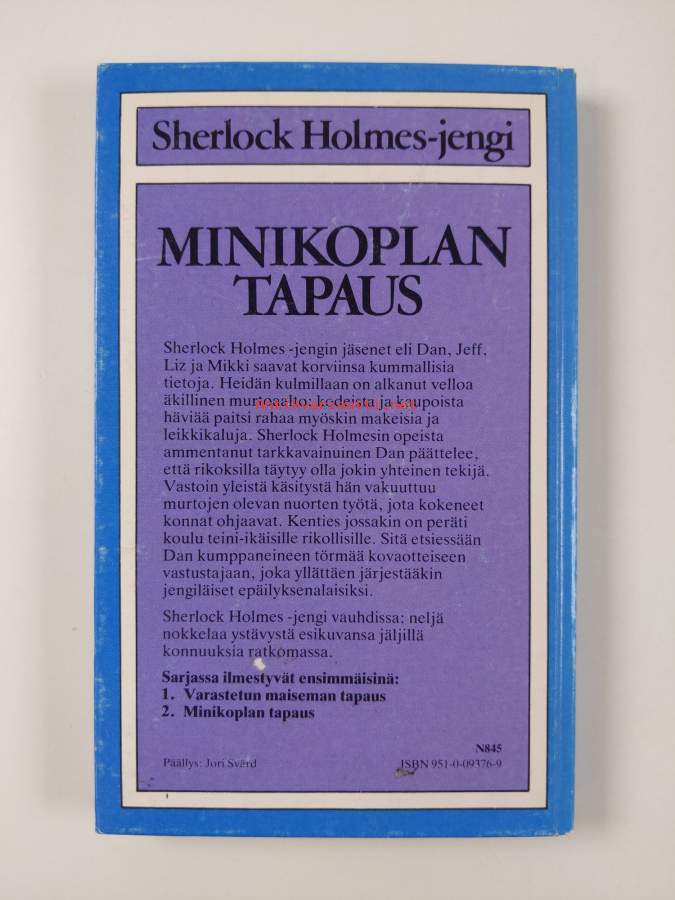 Sherlock Holmes-jengi
MINIKOPLAN
TAPAUS
Sherlock Holmes -jengin jäsenet eli Dan, Jeff,
Liz ja Mikki saavat korviinsa kummallisia
tietoja. Heidän kulmillaan on alkanut velloa
äkillinen murtoaalto: kodeista ja kaupoista
häviää paitsi rahaa myöskin makeisia ja
leikkikaluja. Sherlock Holmesin opeista
ammentanut tarkkavainuinen Dan päättelee,
että rikoksilla täytyy olla jokin yhteinen tekijä.
Vastoin yleistä käsitystä hän vakuuttuu
murtojen olevan nuorten työtä, jota kokeneet
konnat ohjaavat. Kenties jossakin on peräti
koulu teini-ikäisille rikollisille. Sitä etsiessään
Dan kumppaneineen törmää kovaotteiseen
vastustajaan, joka yllättäen järjestääkin
jengiläiset epäilyksenalaisiksi.
Sherlock Holmes -jengi vauhdissa: neljä
nokkelaa ystävystä esikuvansa jäljillä
konnuuksia ratkomassa.
Sarjassa ilmestyvät ensimmäisinä:
1. Varastetun maiseman tapaus
2. Minikoplan tapaus
N845
Päällys: Jori Svärd
ISBN 951-0-09376-9